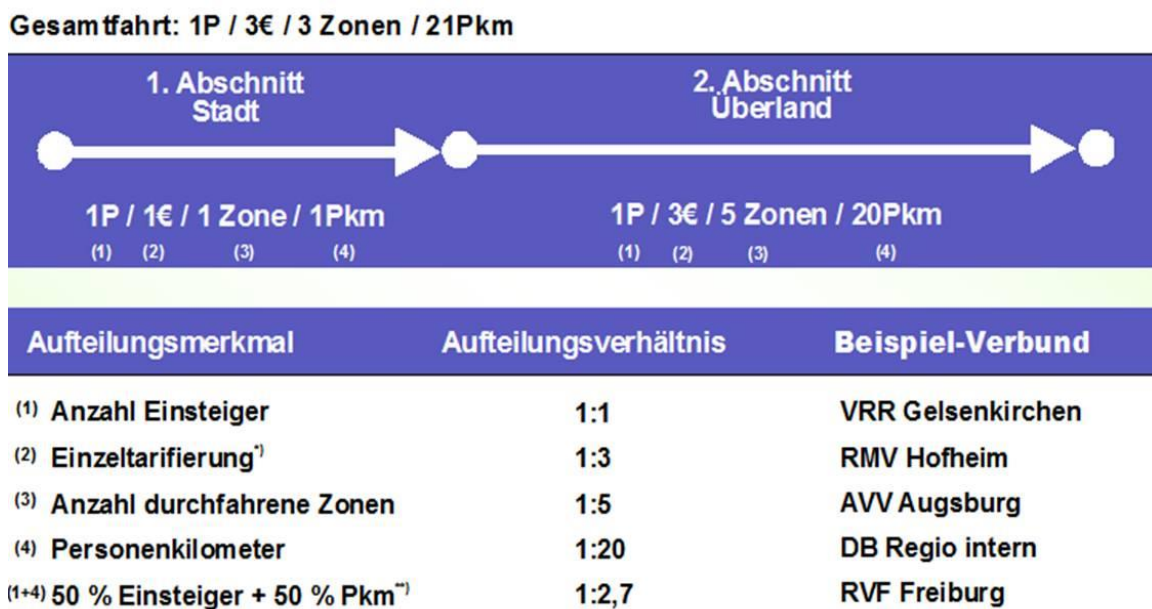 Gesamtfahrt: 1P / 3€ / 3 Zonen / 21Pkm
1. Abschnitt
Stadt
2. Abschnitt
Überland
1P / 1€ / 1 Zone / 1Pkm
(1) (2) (3) (4)
1P / 3€ / 5 Zonen / 20Pkm
(1) (2) (3) (4)
Aufteilungsmerkmal Aufteilungsverhältnis Beispiel-Verbund
(1) Anzahl Einsteiger 1:1 VRR Gelsenkirchen
(2) Einzeltarifierung*) 1:3 RMV Hofheim
(3) Anzahl durchfahrene Zonen 1:5 AVV Augsburg
(4) Personenkilometer 1:20 DB Regio intern
(1+4) 50 % Einsteiger + 50 % Pkm**) 1:2,7 RVF Freiburg